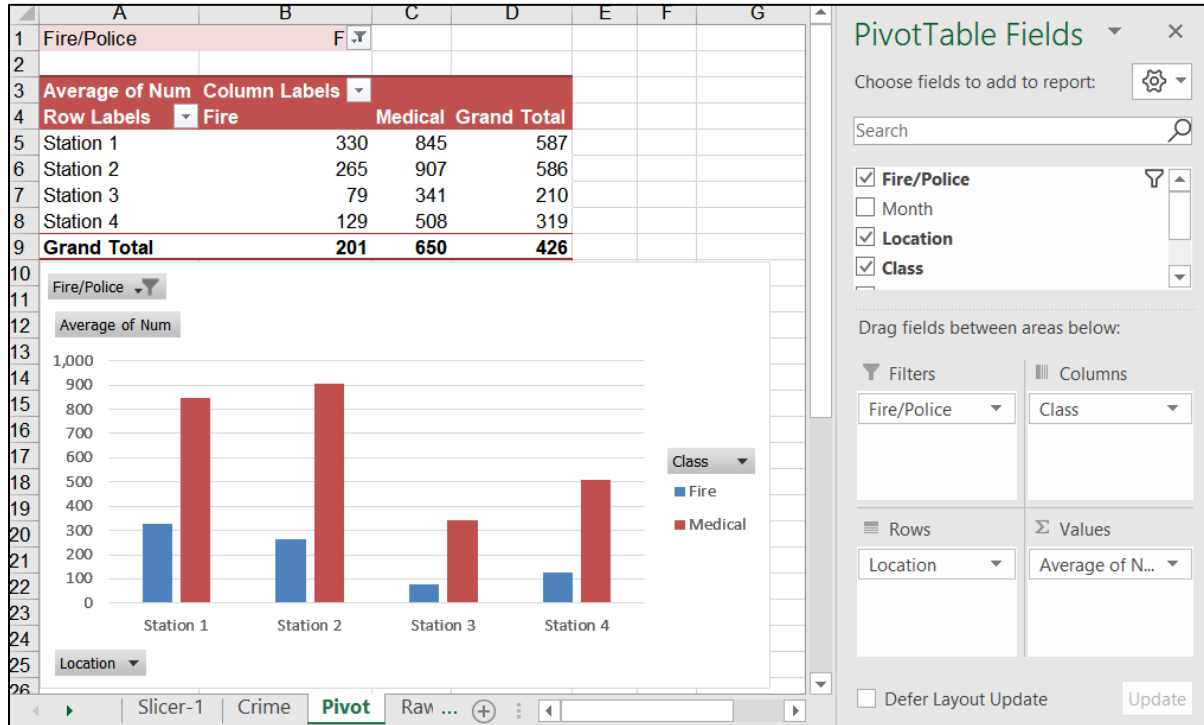 A B C D E F G
1 Fire/Police F
2
3 Average of Num Column Labels
4 Row Labels Fire Medical Grand Total
5 Station 1 330 845 587
6 Station 2 265 907 586
7 Station 3 79 341 210
8 Station 4 129 508 319
9 Grand Total 201 650 426
10
11
12
13
14
15
16
17
18
19
20
21
22
23
24
25
26
Fire/Police
Average of Num
1,000
900
800
700
600
500
400
300
200
100
0
Station 1 Station 2 Station 3 Station 4
Class
Fire
Medical
Location
Slicer-1 Crime Pivot Raw ...
PivotTable Fields
Choose fields to add to report:
Search
Fire/Police
Month
Location
Class
Drag fields between areas below:
Filters Columns
Fire/Police Class
Rows Σ Values
Location Average of N...
Defer Layout Update Update